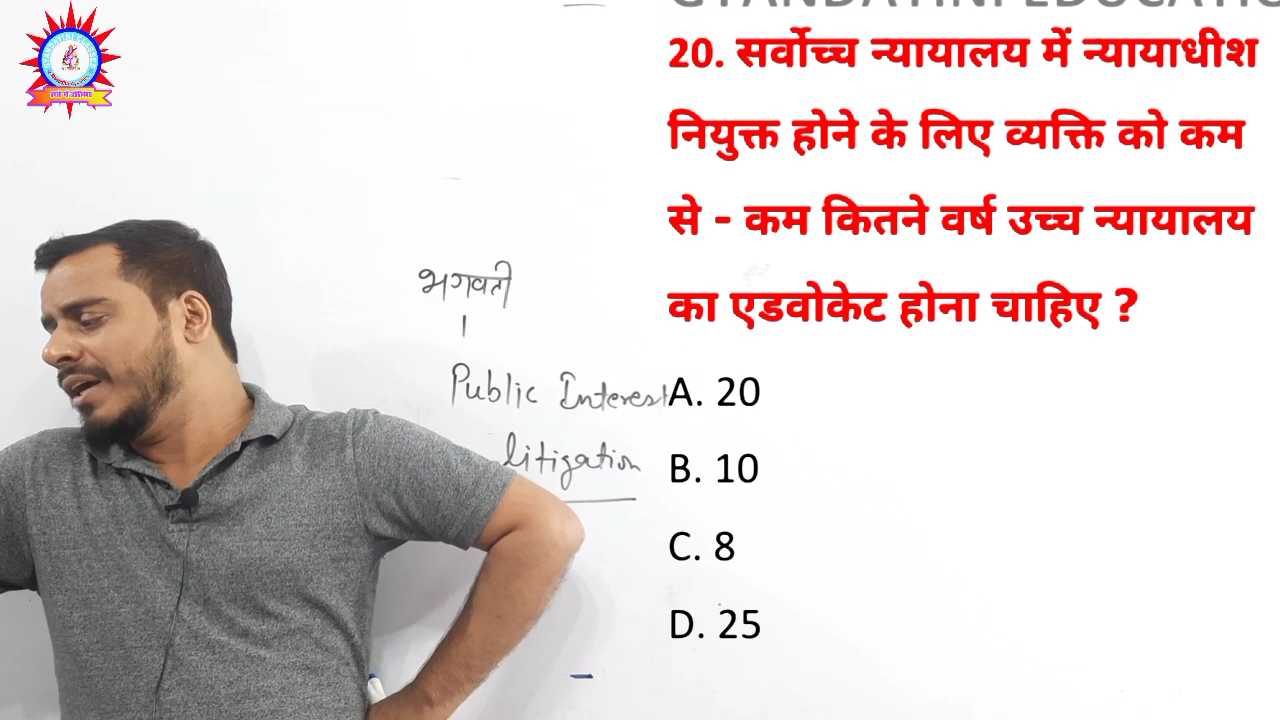 20. सर्वोच्च न्यायालय में न्यायाधीश
नियुक्त होने के लिए व्यक्ति को कम
से - कम कितने वर्ष उच्च न्यायालय
का एडवोकेट होना चाहिए ?
A. 20
B. 10
C. 8
D. 25
भगवती
Public Interest
litigation